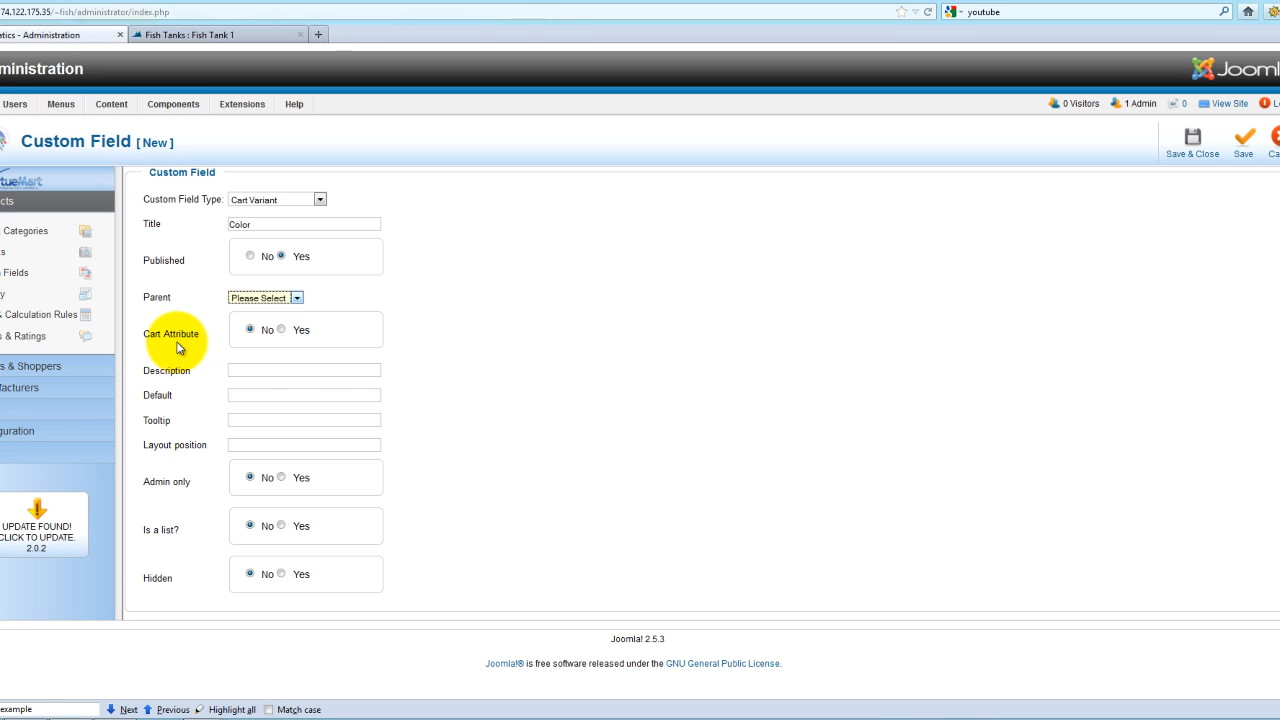 74.122.175.35/~fish/administrator/index.php
youtube
atics - Administration
Fish Tanks : Fish Tank 1
ministration
Jooml
Users Menus Content Components Extensions Help
0 Visitors 1 Admin 0 View Site
Custom Field [ New ]
Save & Close Save Ca
tueMart
cts
Categories
s
Fields
y
& Calculation Rules
s & Ratings
s & Shoppers
facturers
guration
UPDATE FOUND!
CLICK TO UPDATE.
2.0.2
Custom Field
Custom Field Type: Cart Variant
Title Color
Published No Yes
Parent Please Select
Cart Attribute No Yes
Description
Default
Tooltip
Layout position
Admin only No Yes
Is a list? No Yes
Hidden No Yes
Joomla! 2.5.3
Joomla!® is free software released under the GNU General Public License.
example Next Previous Highlight all Match case